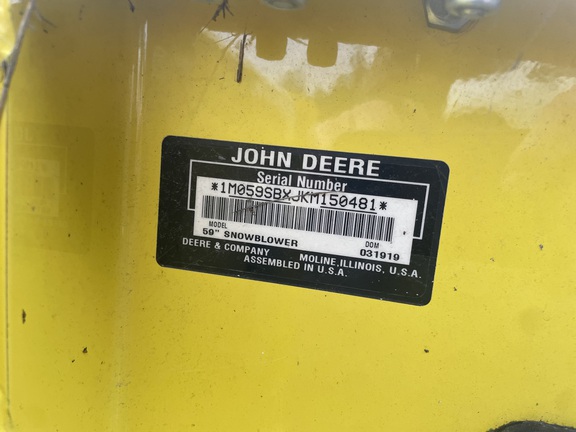 JOHN DEERE
Serial Number
*1M059SBXJKM150481*
MODEL
59" SNOWBLOWER
DOM
031919
DEERE & COMPANY MOLINE, ILLINOIS, U.S.A.
ASSEMBLED IN U.S.A.